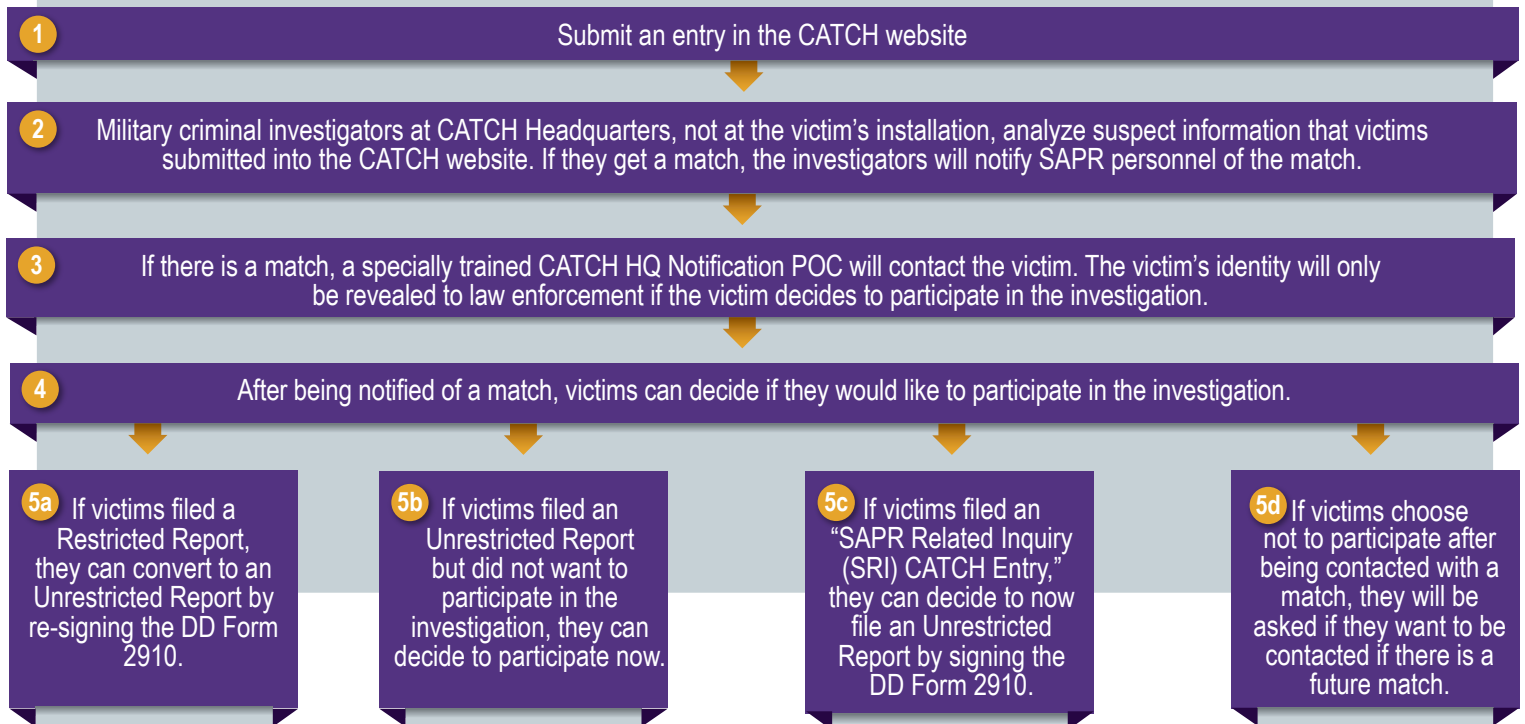 1
Submit an entry in the CATCH website
2
Military criminal investigators at CATCH Headquarters, not at the victim’s installation, analyze suspect information that victims
submitted into the CATCH website. If they get a match, the investigators will notify SAPR personnel of the match.
3
If there is a match, a specially trained CATCH HQ Notification POC will contact the victim. The victim’s identity will only
be revealed to law enforcement if the victim decides to participate in the investigation.
4
After being notified of a match, victims can decide if they would like to participate in the investigation.
5a
If victims filed a
Restricted Report,
they can convert to an
Unrestricted Report by
re-signing the DD Form
2910.
5b
If victims filed an
Unrestricted Report
but did not want to
participate in the
investigation, they can
decide to participate now.
5c
If victims filed an
“SAPR Related Inquiry
(SRI) CATCH Entry,”
they can decide to now
file an Unrestricted
Report by signing the
DD Form 2910.
5d
If victims choose
not to participate after
being contacted with a
match, they will be
asked if they want to be
contacted if there is a
future match.